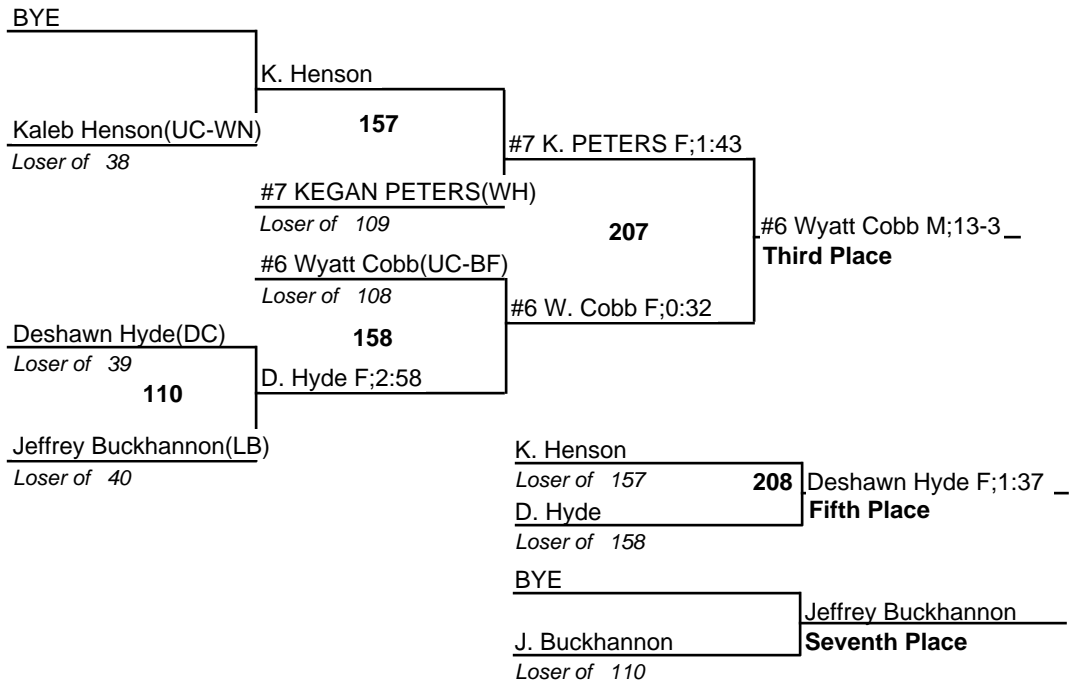 BYE
K. Henson
Kaleb Henson(UC-WN)
Loser of 38
157
#7 K. PETERS F;1:43
#7 KEGAN PETERS(WH)
Loser of 109
207
#6 Wyatt Cobb M;13-3
Third Place
#6 Wyatt Cobb(UC-BF)
Loser of 108
#6 W. Cobb F;0:32
Deshawn Hyde(DC)
Loser of 39
158
110
D. Hyde F;2:58
Jeffrey Buckhannon(LB)
Loser of 40
K. Henson
Loser of 157
208
Deshawn Hyde F;1:37
Fifth Place
D. Hyde
Loser of 158
BYE
Jeffrey Buckhannon
Seventh Place
J. Buckhannon
Loser of 110